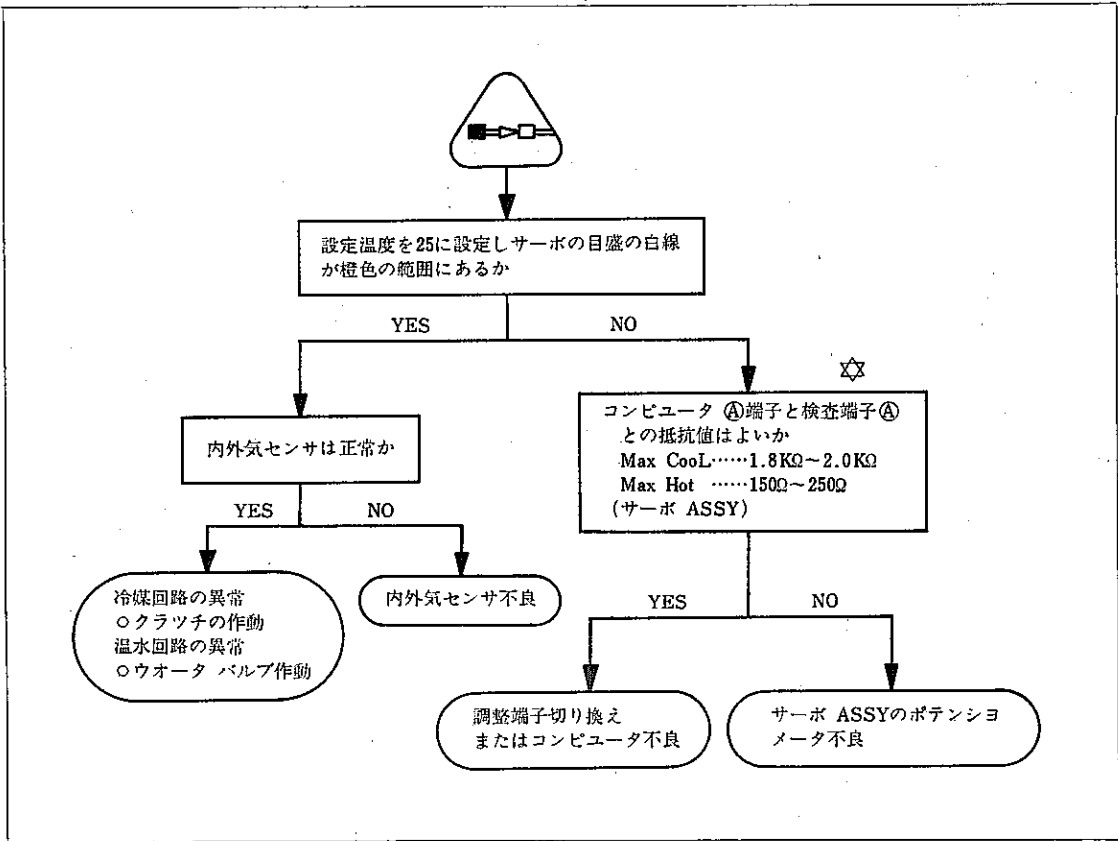 設定温度を25に設定しサーボの目盛の白線
が橙色の範囲にあるか
YES
NO
内外気センサは正常か
コンピュータ Ⓐ端子と検査端子Ⓐ
との抵抗値はよいか
Max CooL……1.8KΩ~2.0KΩ
Max Hot ……150Ω~250Ω
(サーボ ASSY)
YES
NO
冷媒回路の異常
○クラツチの作動
温水回路の異常
○ウオータ バルブ作動
内外気センサ不良
YES
NO
調整端子切り換え
またはコンピユータ不良
サーボ ASSYのポテンショ
メータ不良